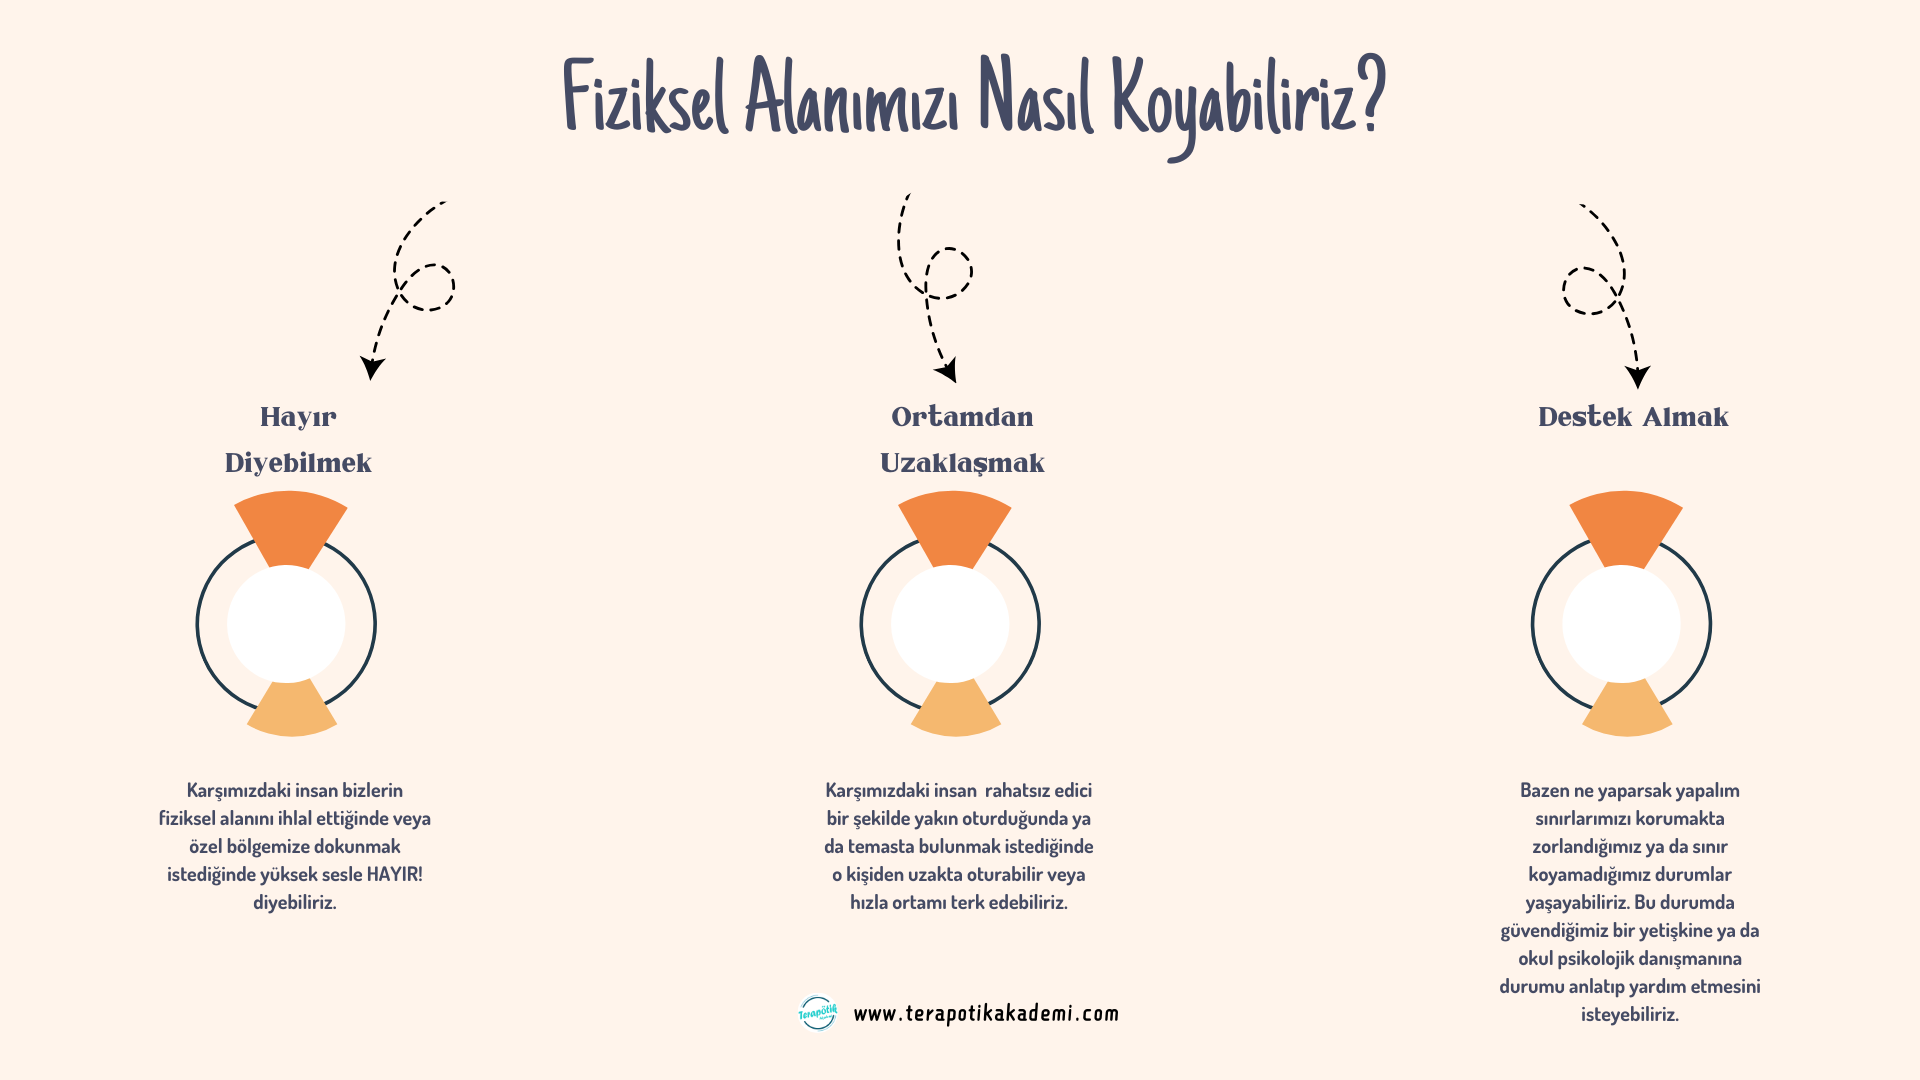 Fiziksel Alanımızı Nasıl Koyabiliriz?
Hayır
Diyebilmek
Karşımızdaki insan bizlerin
fiziksel alanını ihlal ettiğinde veya
özel bölgemize dokunmak
istediğinde yüksek sesle HAYIR!
diyebiliriz.
Ortamdan
Uzaklaşmak
Karşımızdaki insan rahatsız edici
bir şekilde yakın oturduğunda ya
da temasta bulunmak istediğinde
o kişiden uzakta oturabilir veya
hızla ortamı terk edebiliriz.
Destek Almak
Bazen ne yaparsak yapalım
sınırlarımızı korumakta
zorlandığımız ya da sınır
koyamadığımız durumlar
yaşayabiliriz. Bu durumda
güvendiğimiz bir yetişkine ya da
okul psikolojik danışmanına
durumu anlatıp yardım etmesini
isteyebiliriz.
Terapötik
www.terapotikakademi.com